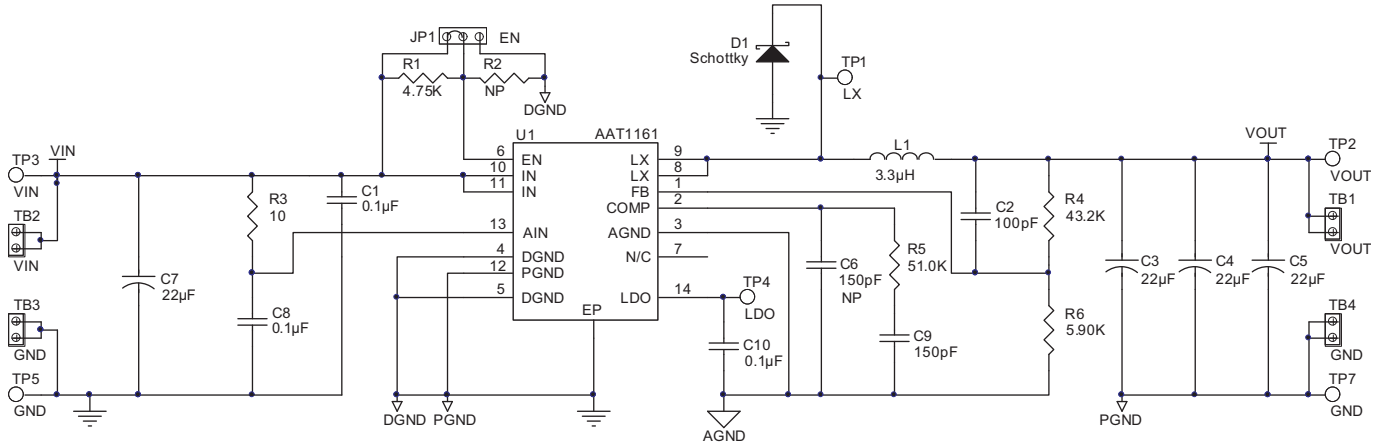 JP1 EN
R1
4.75K
R2
NP
DGND
D1
Schottky
TP1
LX
U1
AAT1161
TP3
VIN
VIN
TB2
VIN
TB3
GND
TP5
GND
C7
22µF
R3
10
C8
0.1µF
C1
0.1µF
6
EN
10
IN
11
IN
13
AIN
4
DGND
12
PGND
5
DGND
EP
LX
9
LX
8
FB
1
COMP
2
AGND
3
N/C
7
LDO
14
DGND
PGND
TP4
LDO
C10
0.1µF
AGND
C6
150pF
NP
R5
51.0K
C9
150pF
L1
3.3µH
C2
100pF
R4
43.2K
R6
5.90K
C3
22µF
C4
22µF
C5
22µF
PGND
VOUT
TP2
VOUT
TB1
VOUT
TB4
GND
TP7
GND